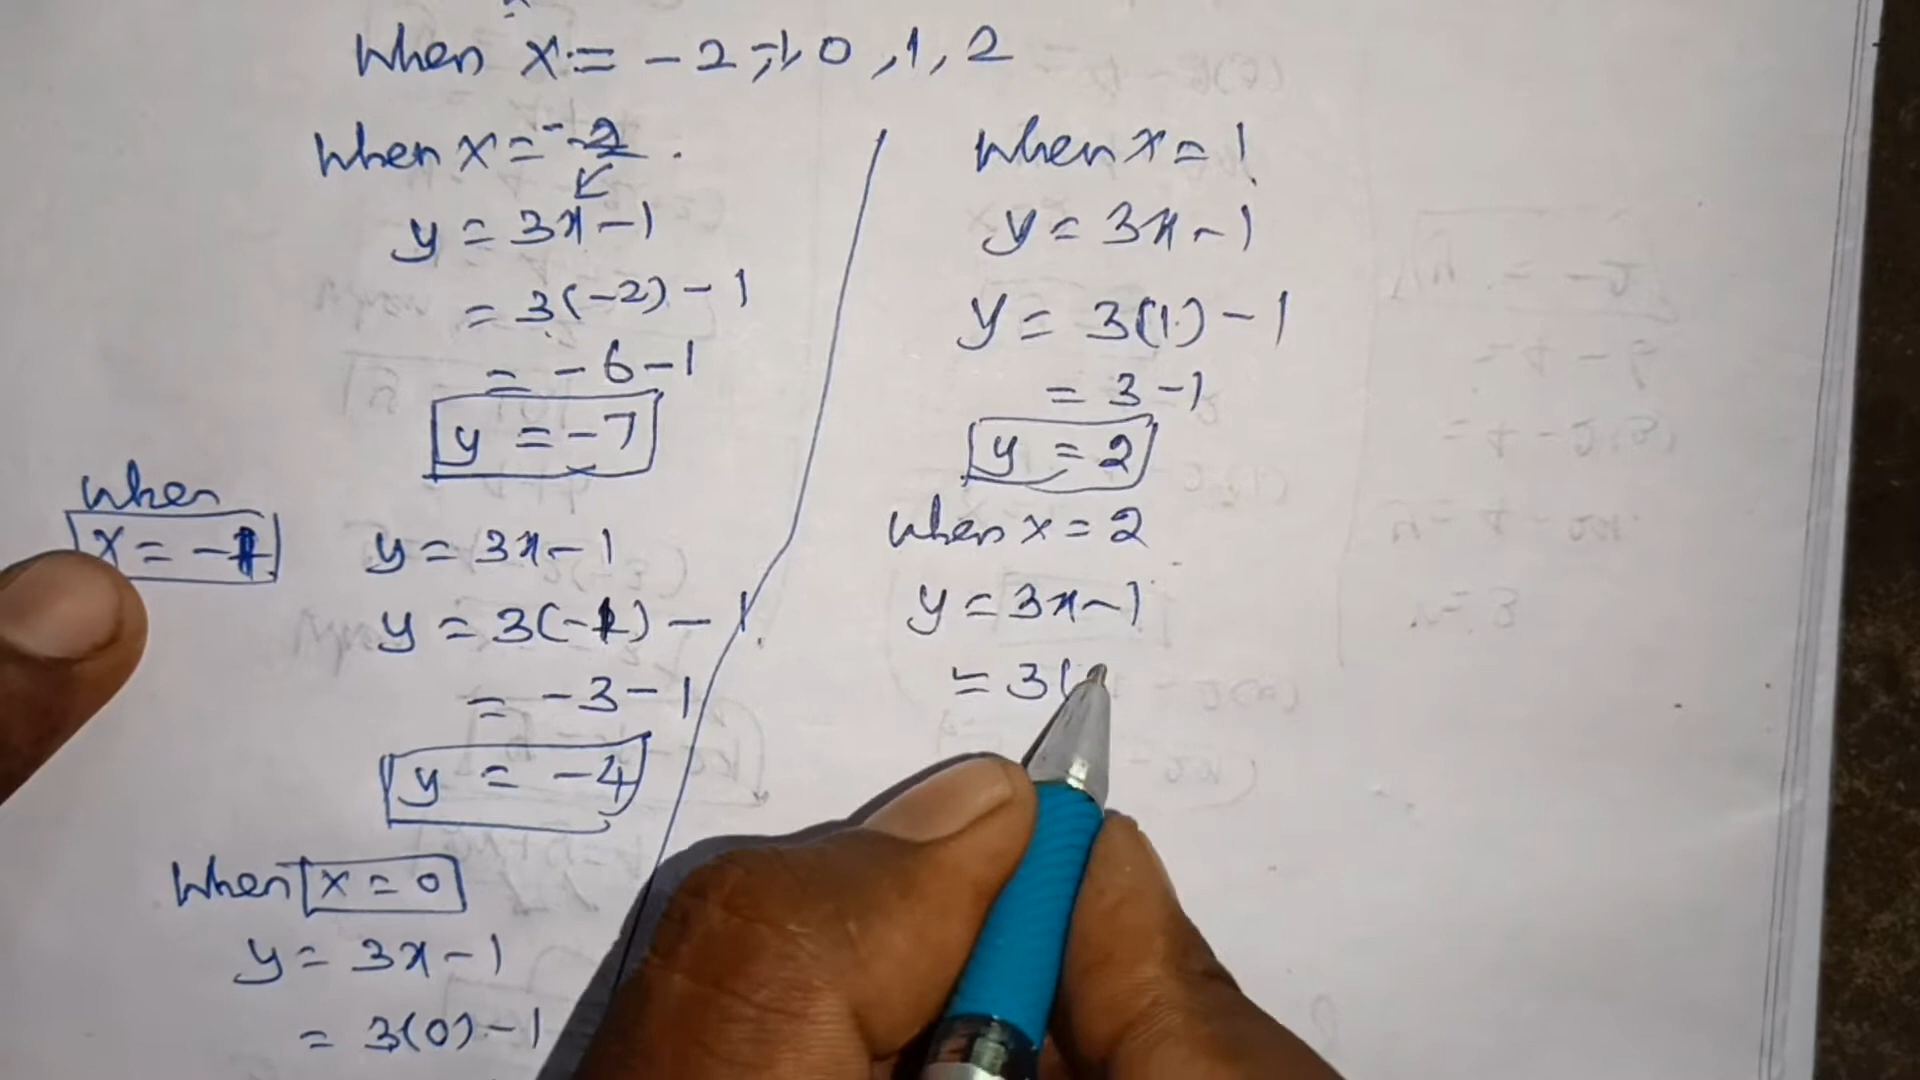 When x = -2, -1, 0, 1, 2
When x = -2.
y = 3x - 1
= 3(-2) - 1
= -6 - 1
y = -7
When
x = -1
y = 3x - 1
y = 3(-1) - 1
= -3 - 1
y = -4
When x = 0
y = 3x - 1
= 3(0) - 1
When x = 1
y = 3x - 1
y = 3(1) - 1
= 3 - 1
y = 2
When x = 2
y = 3x - 1
= 3(